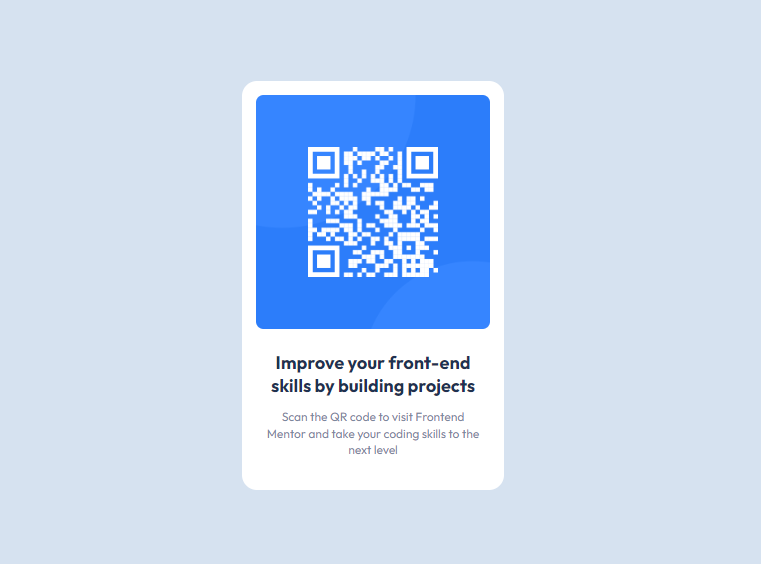 Improve your front-end
skills by building projects
Scan the QR code to visit Frontend
Mentor and take your coding skills to the
next level